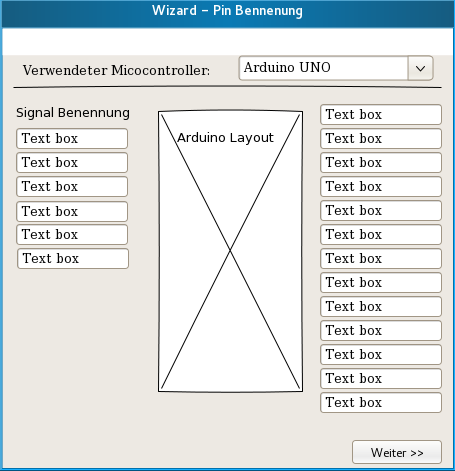 Wizard – Pin Bennenung
Verwendeter Micocontroller: Arduino UNO
Signal Benennung
Text box
Text box
Text box
Text box
Text box
Text box
Arduino Layout
Text box
Text box
Text box
Text box
Text box
Text box
Text box
Text box
Text box
Text box
Text box
Text box
Text box
Weiter >>